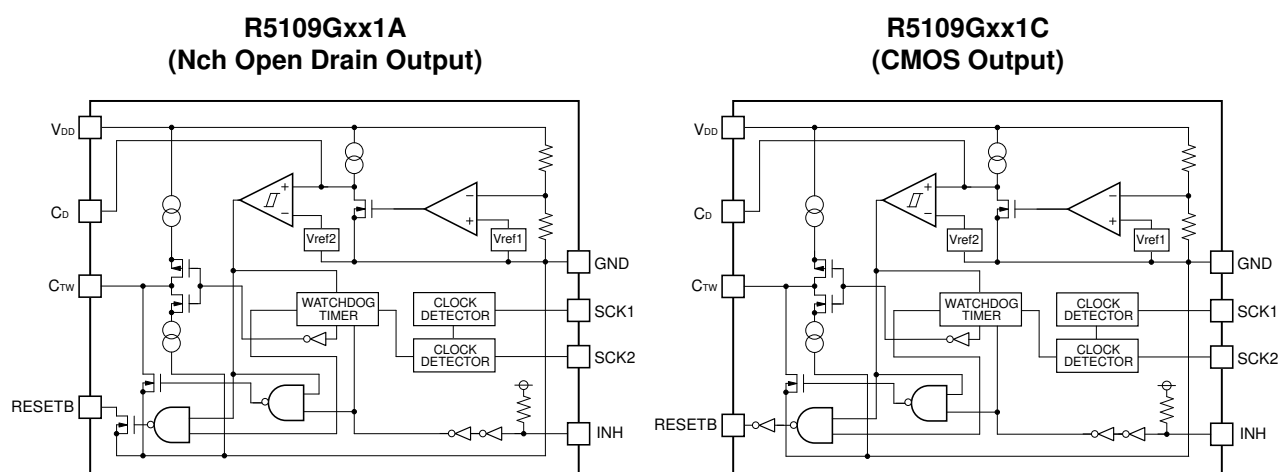 R5109Gxx1A
(Nch Open Drain Output)
VDD
CD
CTW
RESETB
+
−
Vref2
−
+
Vref1
GND
SCK1
SCK2
INH
WATCHDOG
TIMER
CLOCK
DETECTOR
CLOCK
DETECTOR
R5109Gxx1C
(CMOS Output)
VDD
CD
CTW
RESETB
+
−
Vref2
−
+
Vref1
GND
SCK1
SCK2
INH
WATCHDOG
TIMER
CLOCK
DETECTOR
CLOCK
DETECTOR